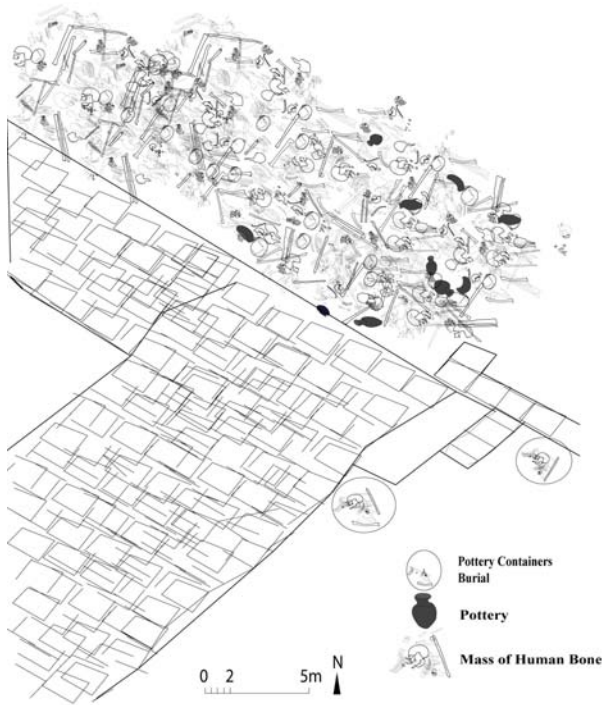 Pottery Containers
Burial
Pottery
Mass of Human Bone
0 2 5m N